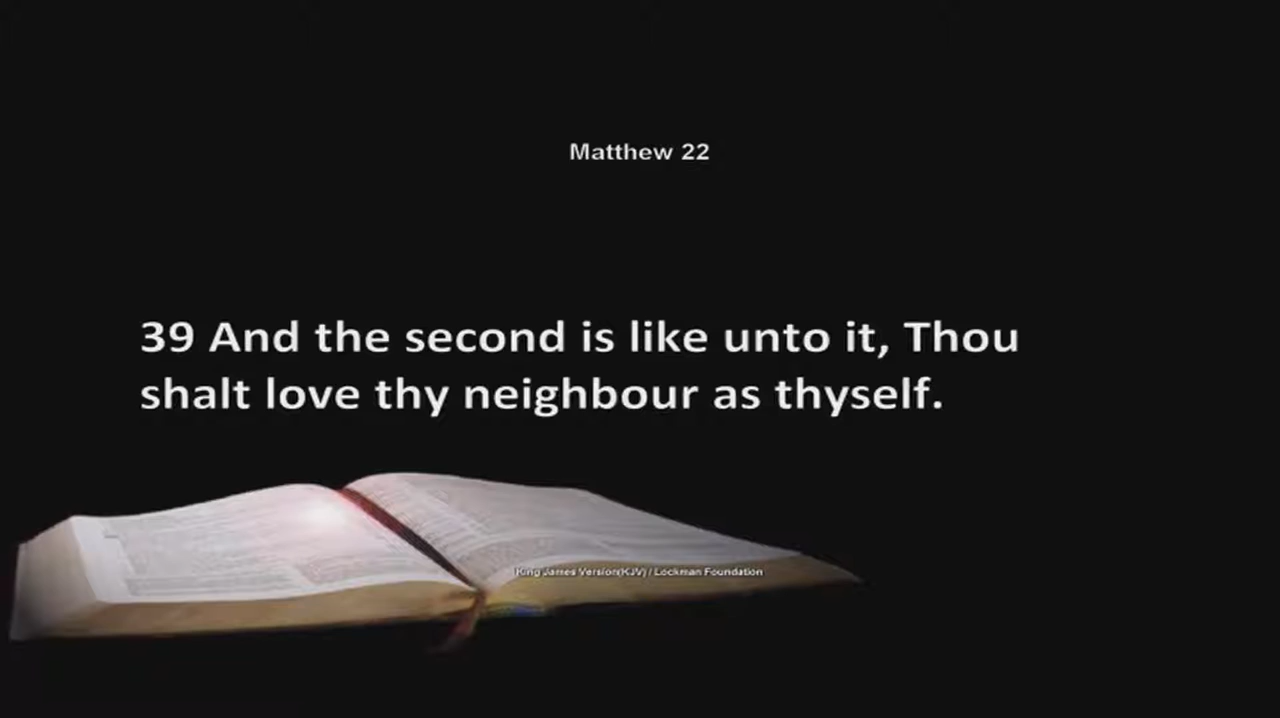 Matthew 22
39 And the second is like unto it, Thou
shalt love thy neighbour as thyself.
King James Version(KJV) / Lockman Foundation